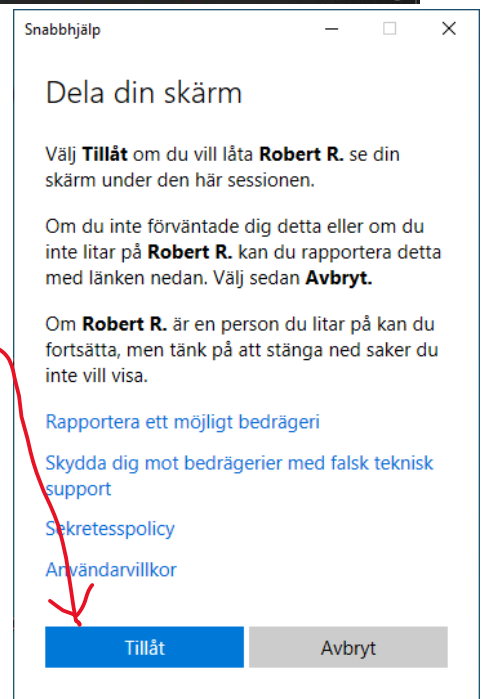 Snabbhjälp
Dela din skärm
Välj Tillåt om du vill låta Robert R. se din
skärm under den här sessionen.
Om du inte förväntade dig detta eller om du
inte litar på Robert R. kan du rapportera detta
med länken nedan. Välj sedan Avbryt.
Om Robert R. är en person du litar på kan du
fortsätta, men tänk på att stänga ned saker du
inte vill visa.
Rapportera ett möjligt bedrägeri
Skydda dig mot bedrägerier med falsk teknisk
support
Sekretesspolicy
Användarvillkor
Tillåt Avbryt